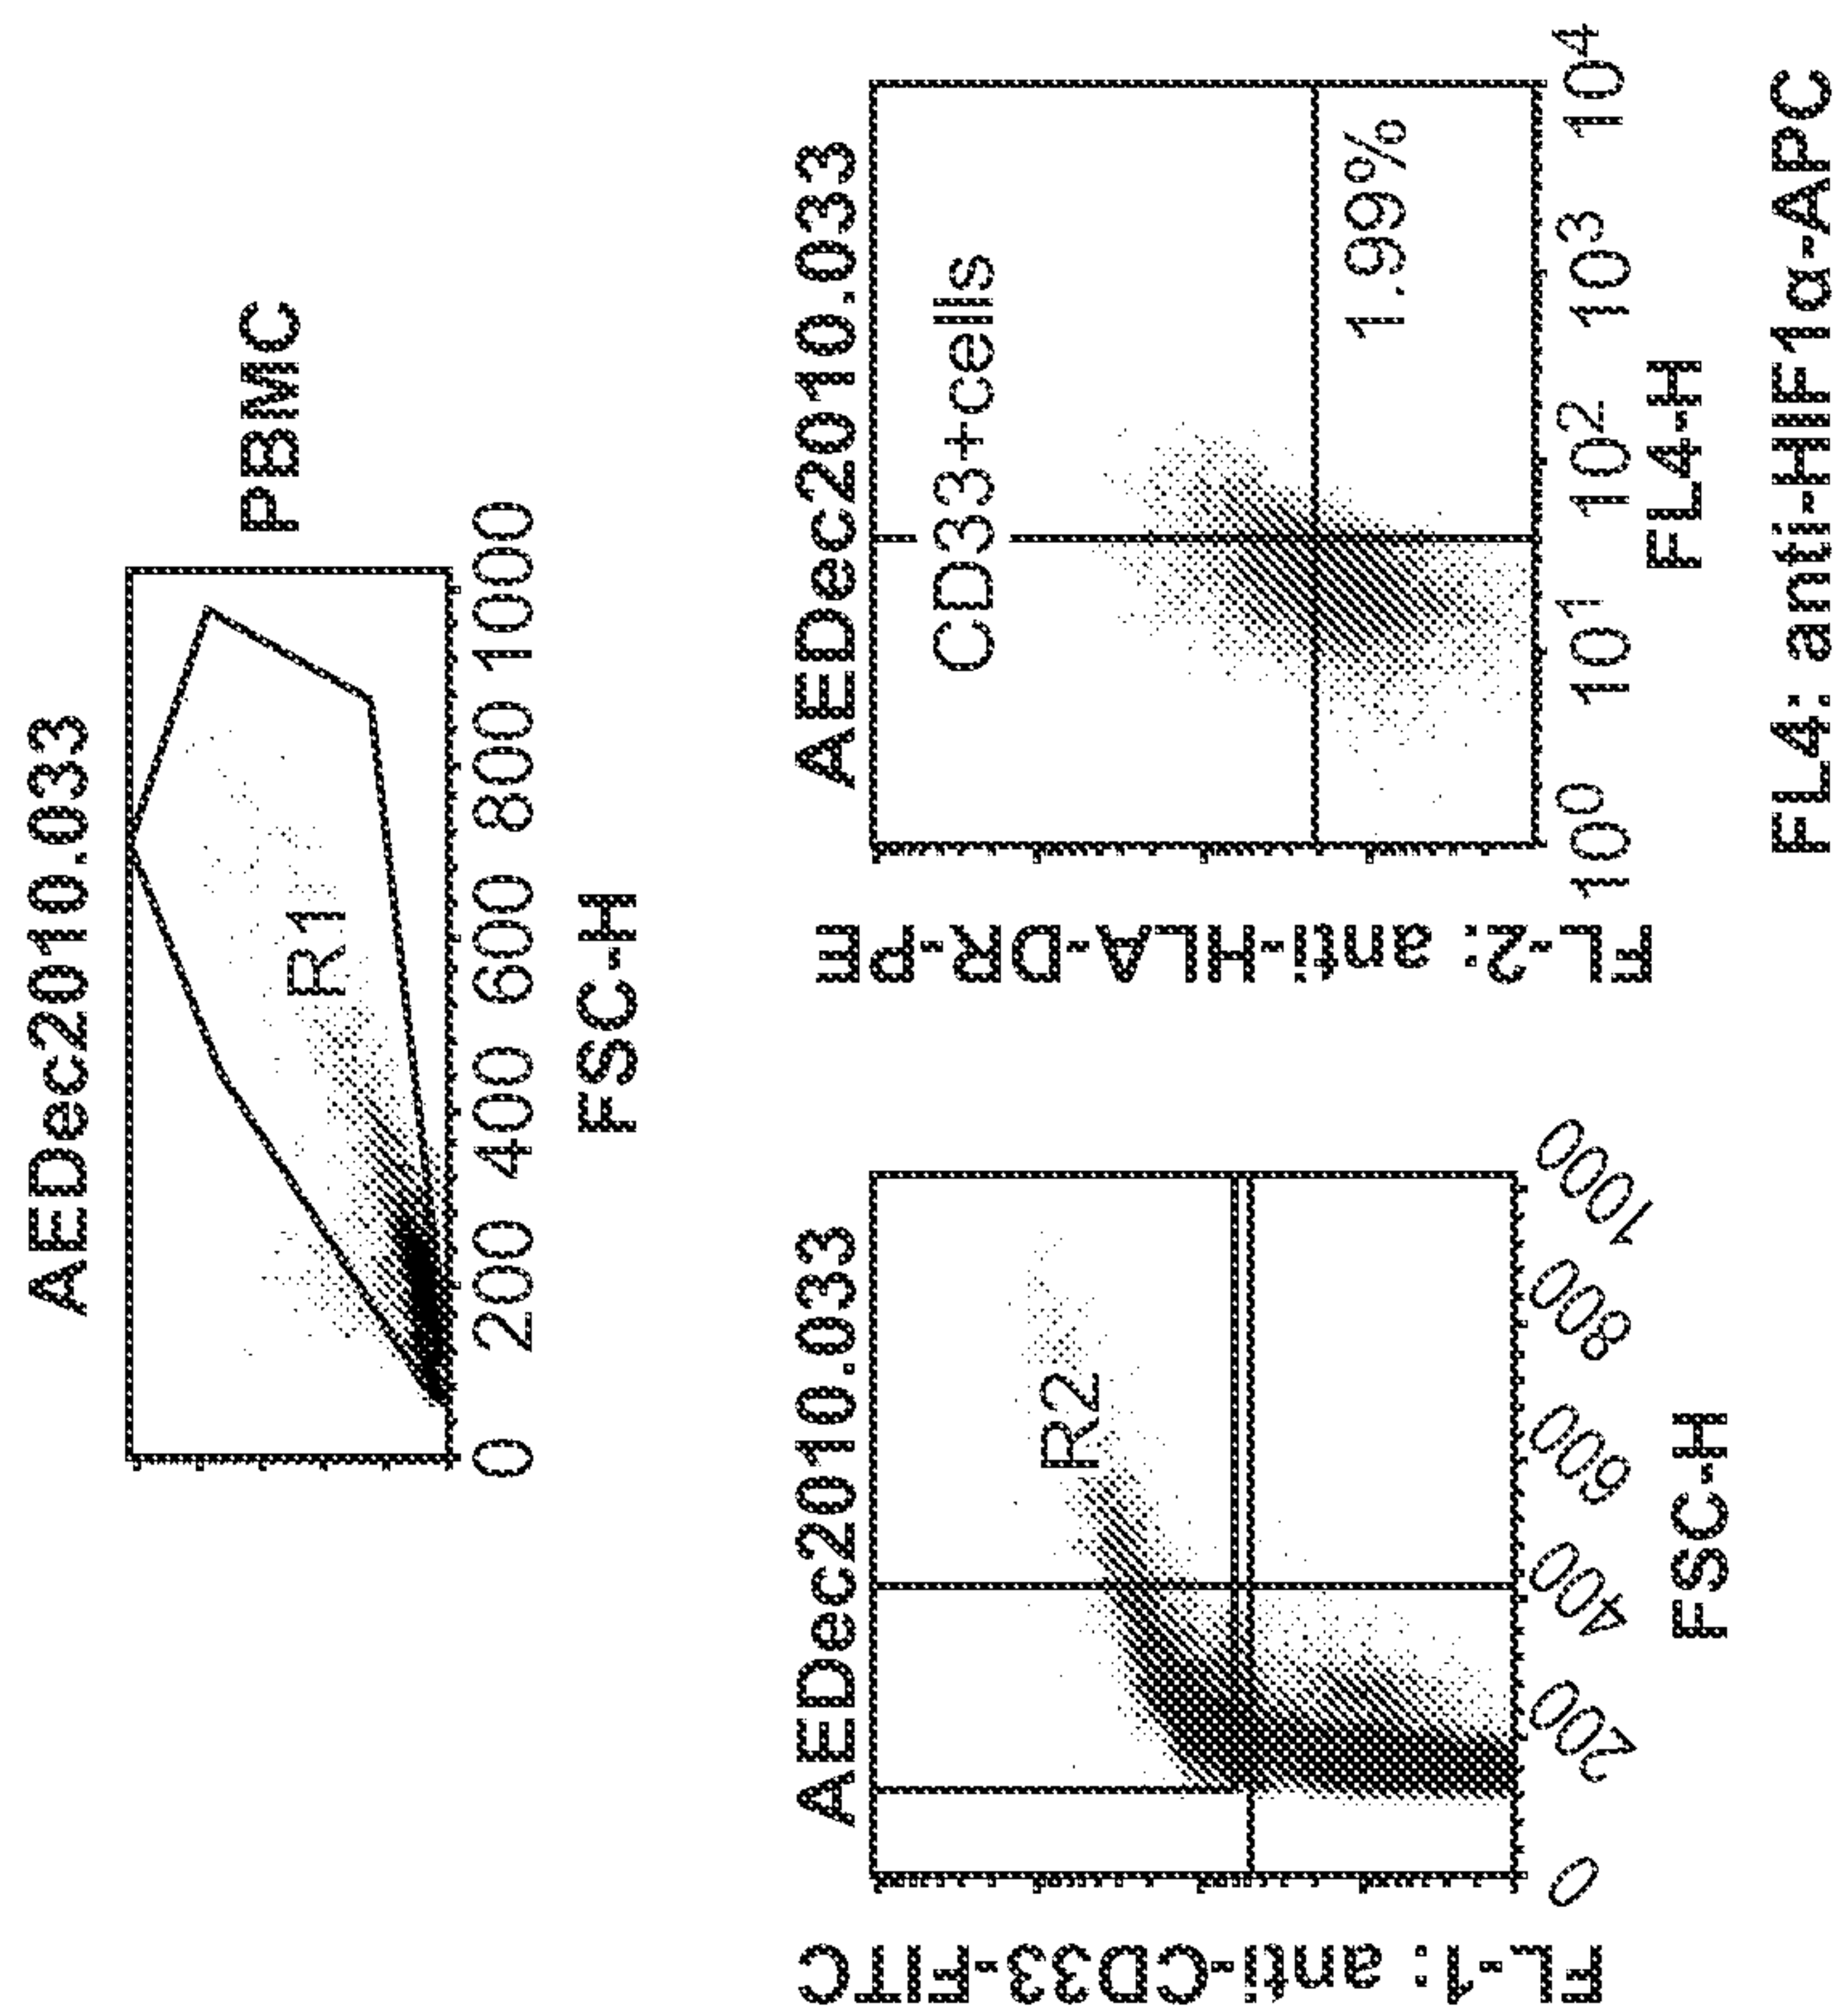 AEDec2010.033
PBMC
R1
0 200 400 600 800 1000
FSC-H
AEDec2010.033
FL-1: anti-CD33-FITC
R2
0 200 400 600 800 1000
FSC-H
AEDec2010.033
FL-2: anti-HLA-DR-PE
CD33+cells
1.99%
10⁰ 10¹ 10² 10³ 10⁴
FL4-H
FL4: anti-HIF1α-APC